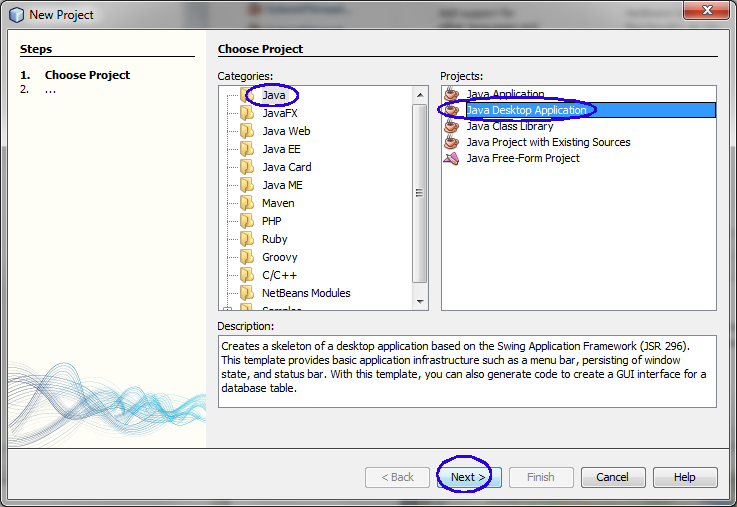 New Project
Steps
1. Choose Project
2. ...
Choose Project
Categories:
Java
JavaFX
Java Web
Java EE
Java Card
Java ME
Maven
PHP
Ruby
Groovy
C/C++
NetBeans Modules
Samples
Projects:
Java Application
Java Desktop Application
Java Class Library
Java Project with Existing Sources
Java Free-Form Project
Description:
Creates a skeleton of a desktop application based on the Swing Application Framework (JSR 296).
This template provides basic application infrastructure such as a menu bar, persisting of window
state, and status bar. With this template, you can also generate code to create a GUI interface for a
database table.
< Back
Next >
Finish
Cancel
Help